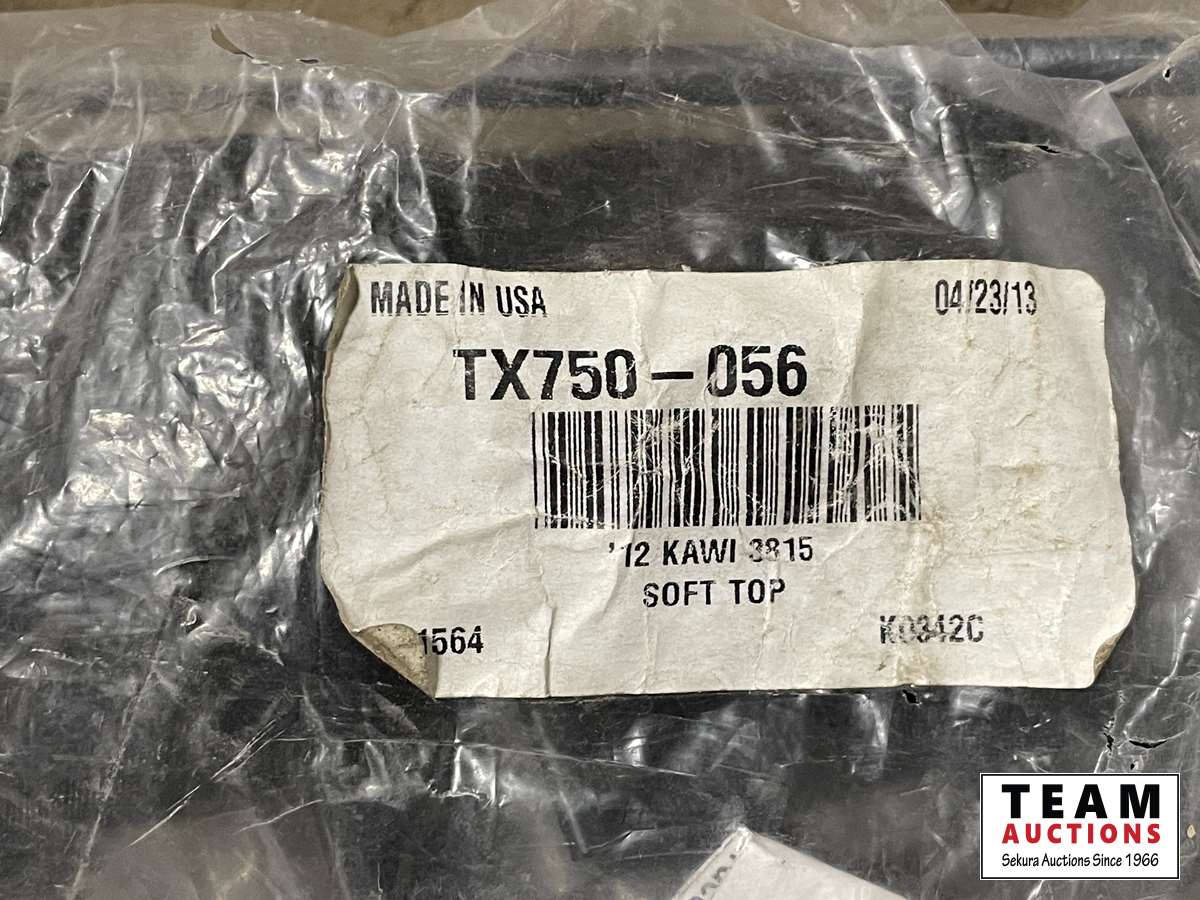 MADE IN USA 04/23/13
TX750-056
'12 KAWI 3815
SOFT TOP
1564 K0342C
TEAM
AUCTIONS
Sekura Auctions Since 1966